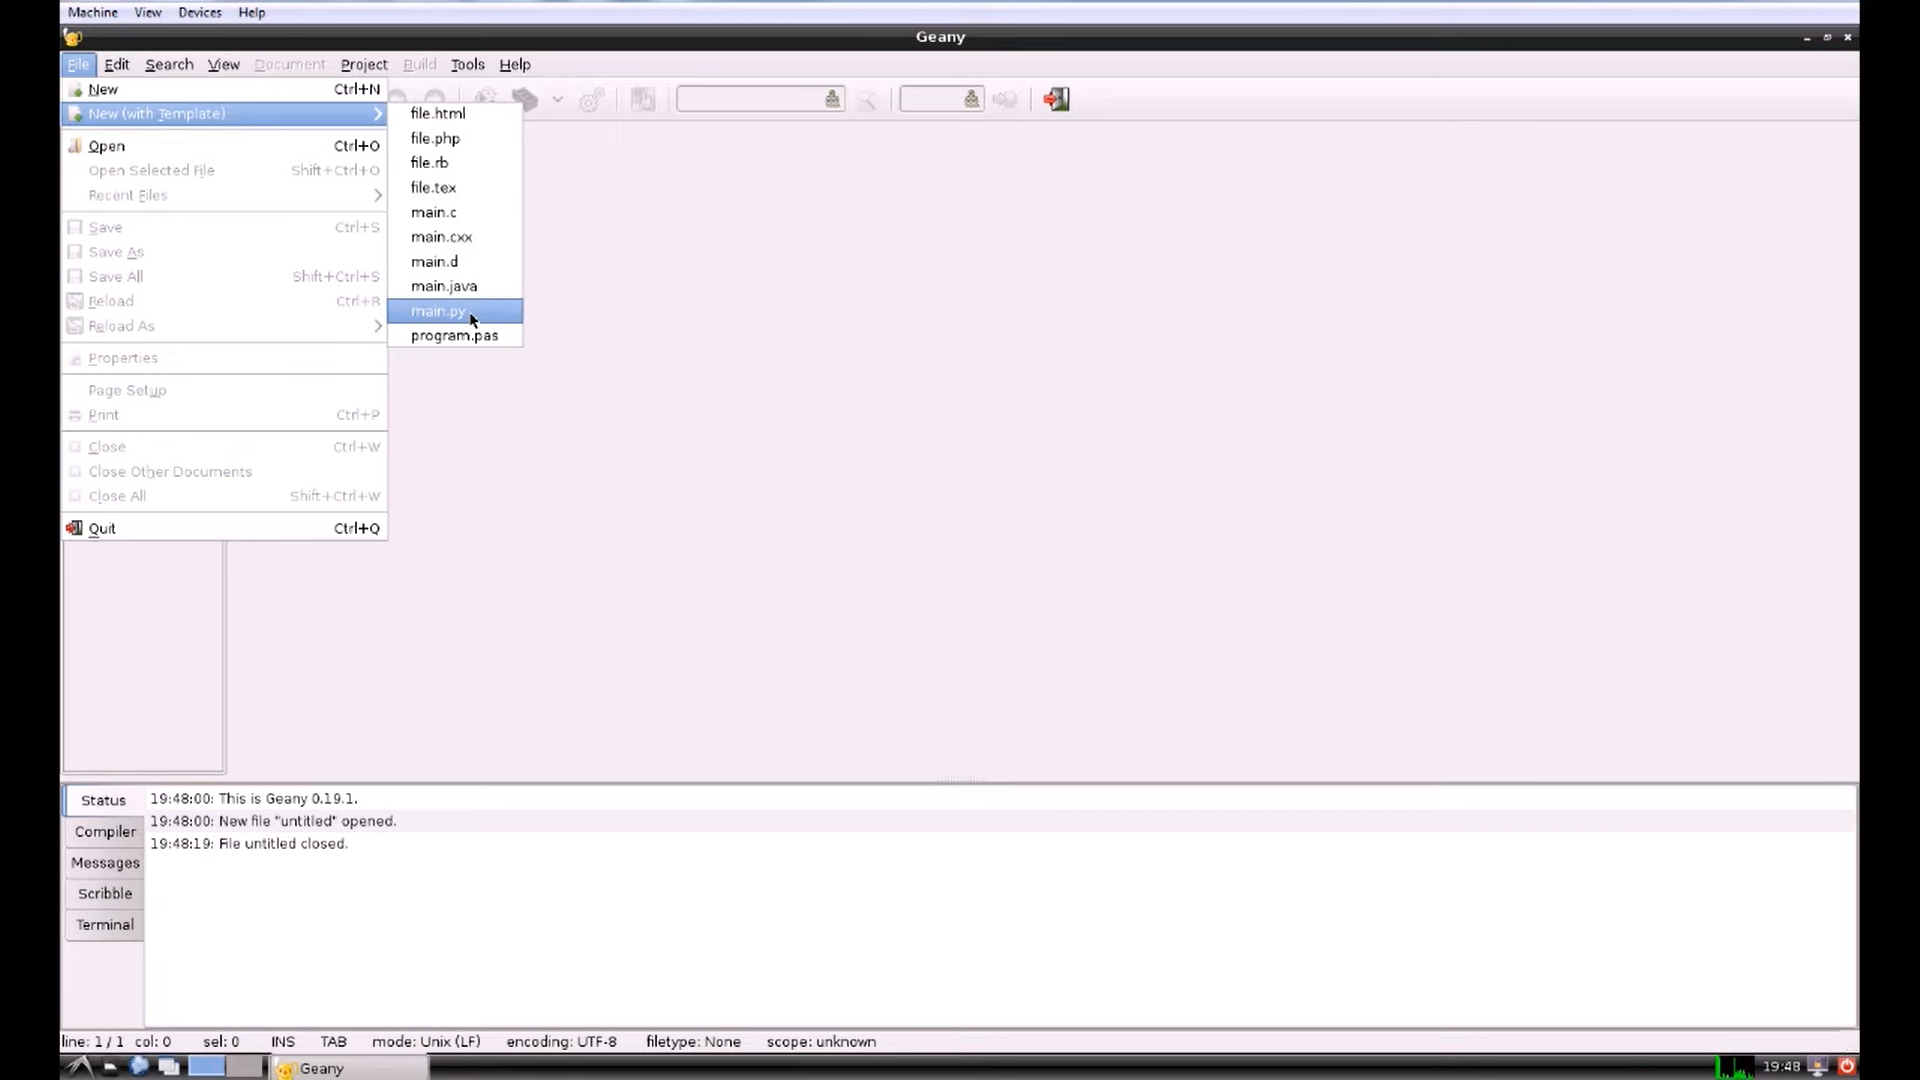 Machine View Devices Help
Geany
File Edit Search View Document Project Build Tools Help
New Ctrl+N
New (with Template)
file.html
file.php
file.rb
file.tex
main.c
main.cxx
main.d
main.java
main.py
program.pas
Open Ctrl+O
Open Selected File Shift+Ctrl+O
Recent Files
Save Ctrl+S
Save As
Save All Shift+Ctrl+S
Reload Ctrl+R
Reload As
Properties
Page Setup
Print Ctrl+P
Close Ctrl+W
Close Other Documents
Close All Shift+Ctrl+W
Quit Ctrl+Q
Status
Compiler
Messages
Scribble
Terminal
19:48:00: This is Geany 0.19.1.
19:48:00: New file "untitled" opened.
19:48:19: File untitled closed.
line: 1 / 1 col: 0 sel: 0 INS TAB mode: Unix (LF) encoding: UTF-8 filetype: None scope: unknown
Geany 19:48